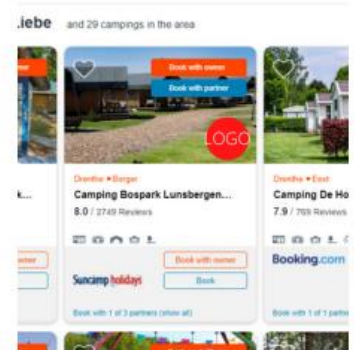 .iebe and 29 campings in the area
Book with owner
Book with partner
LOGO
Drenthe • Borger
Camping Bospark Lunsbergen...
8.0 / 2749 Reviews
Suncamp holidays
Book with owner
Book
Book with 1 of 3 partners (show all)
k...
owner
Drenthe • Eext
Camping De Ho
7.9 / 769 Reviews
Booking.com
Book with 1 of 1 partne